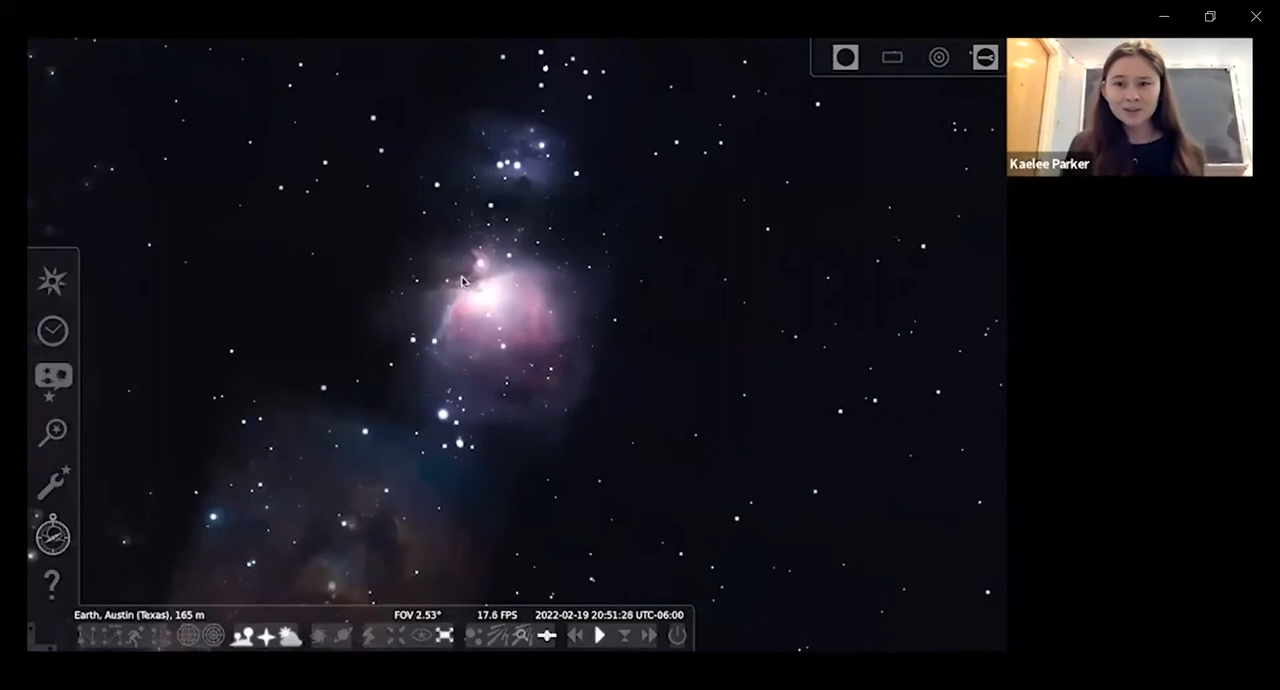 Kaelee Parker
Earth, Austin (Texas), 165 m FOV 2.53° 17.6 FPS 2022-02-19 20:51:26 UTC-06:00